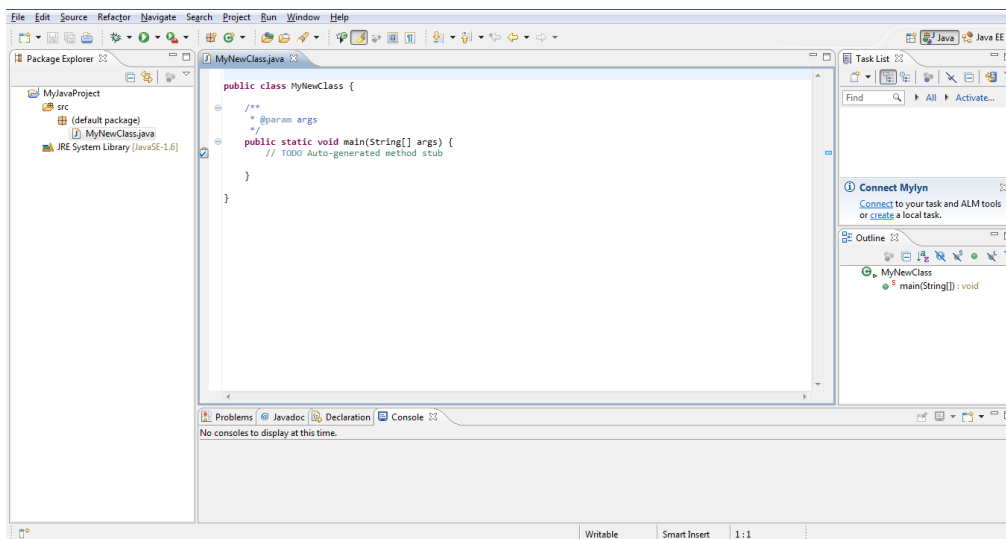 File Edit Source Refactor Navigate Search Project Run Window Help
Java Java EE
Package Explorer
MyJavaProject
src
(default package)
MyNewClass.java
JRE System Library [JavaSE-1.6]
MyNewClass.java
public class MyNewClass {
/**
* @param args
*/
public static void main(String[] args) {
// TODO Auto-generated method stub
}
}
Task List
Find All Activate...
Connect Mylyn
Connect to your task and ALM tools
or create a local task.
Outline
MyNewClass
main(String[]) : void
Problems @ Javadoc Declaration Console
No consoles to display at this time.
Writable Smart Insert 1 : 1